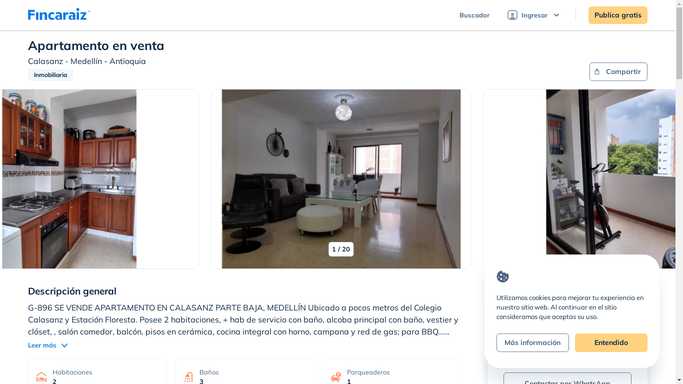 Fincaraiz
Buscador
Ingresar
Publica gratis
Apartamento en venta
Calasanz - Medellín - Antioquia
Inmobiliaria
Compartir
1 / 20
Descripción general
G-896 SE VENDE APARTAMENTO EN CALASANZ PARTE BAJA, MEDELLÍN Ubicado a pocos metros del Colegio
Calasanz y Estación Floresta. Posee 2 habitaciones, + hab de servicio con baño, alcoba principal con baño, vestier y
clóset, , salón comedor, balcón, pisos en cerámica, cocina integral con horno, campana y red de gas; para BBQ......
Leer más
Habitaciones
2
Baños
3
Parqueaderos
1
Utilizamos cookies para mejorar tu experiencia en
nuestro sitio web. Al continuar en el sitio
consideramos que aceptas su uso.
Más información
Entendido
Contactar por WhatsApp